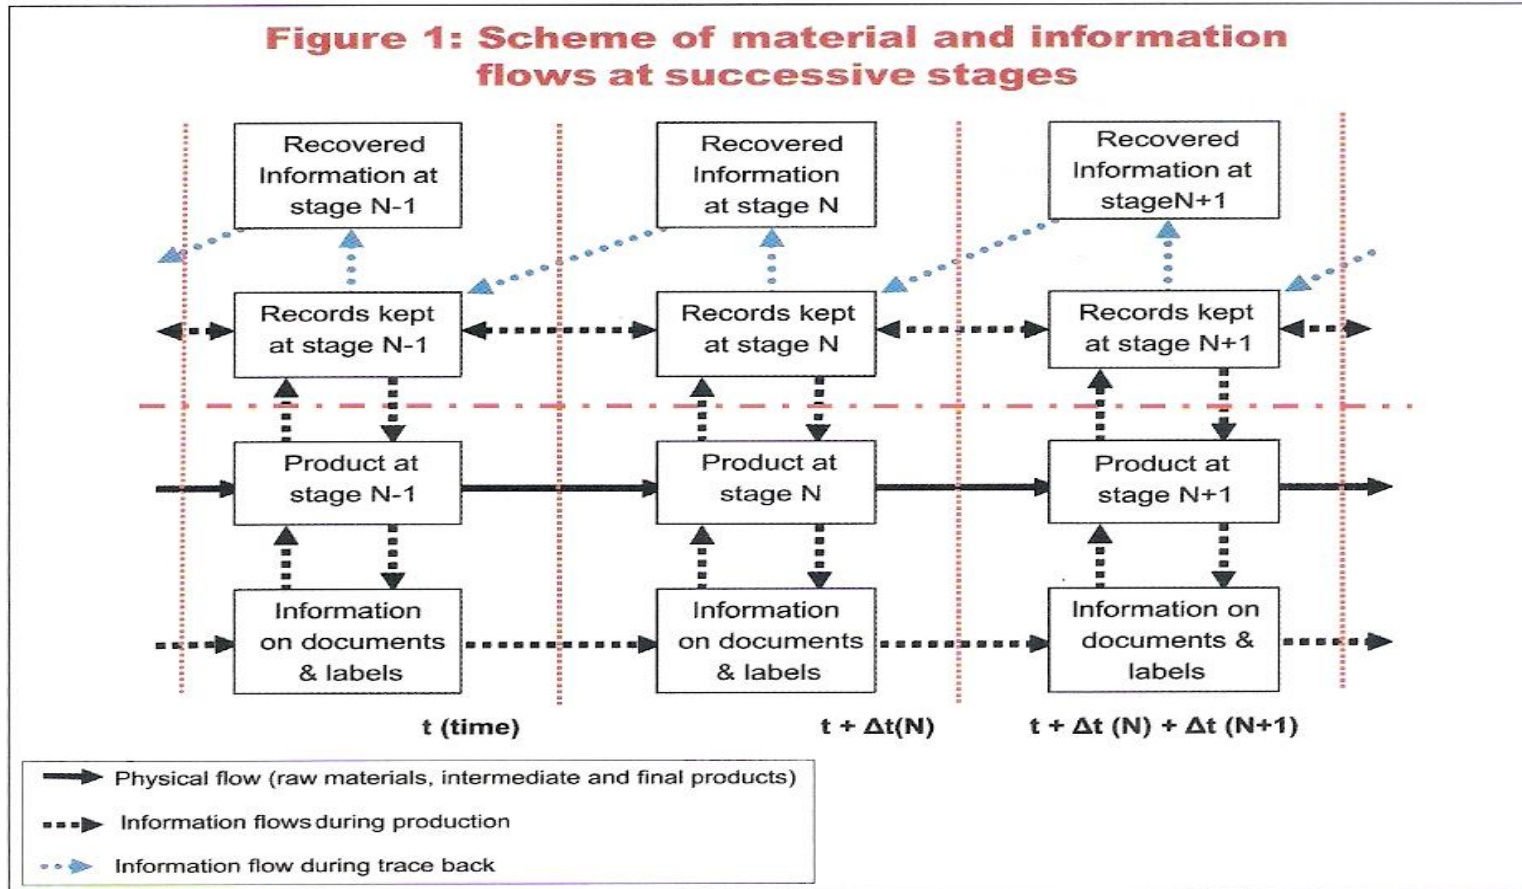 Figure 1: Scheme of material and information
flows at successive stages
Recovered
Information at
stage N-1
Recovered
Information
at stage N
Recovered
Information at
stageN+1
Records kept
at stage N-1
Records kept
at stage N
Records kept
at stage N+1
Product at
stage N-1
Product at
stage N
Product at
stage N+1
Information
on documents
& labels
Information
on documents
& labels
Information on
documents &
labels
t (time)
t + Δt(N)
t + Δt (N) + Δt (N+1)
Physical flow (raw materials, intermediate and final products)
Information flows during production
Information flow during trace back